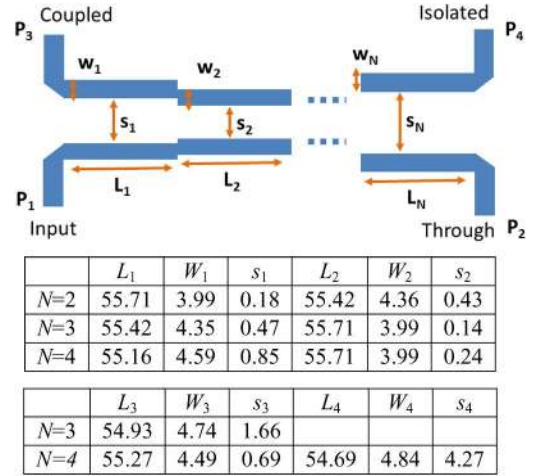 Coupled
Isolated
P3
P4
w1
w2
wN
s1
s2
sN
L1
L2
LN
P1
Input
Through P2
L1 W1 s1 L2 W2 s2
N=2 55.71 3.99 0.18 55.42 4.36 0.43
N=3 55.42 4.35 0.47 55.71 3.99 0.14
N=4 55.16 4.59 0.85 55.71 3.99 0.24
L3 W3 s3 L4 W4 s4
N=3 54.93 4.74 1.66
N=4 55.27 4.49 0.69 54.69 4.84 4.27